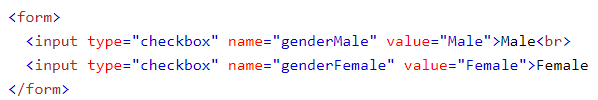 <form>
<input type="checkbox" name="genderMale" value="Male">Male<br>
<input type="checkbox" name="genderFemale" value="Female">Female
</form>